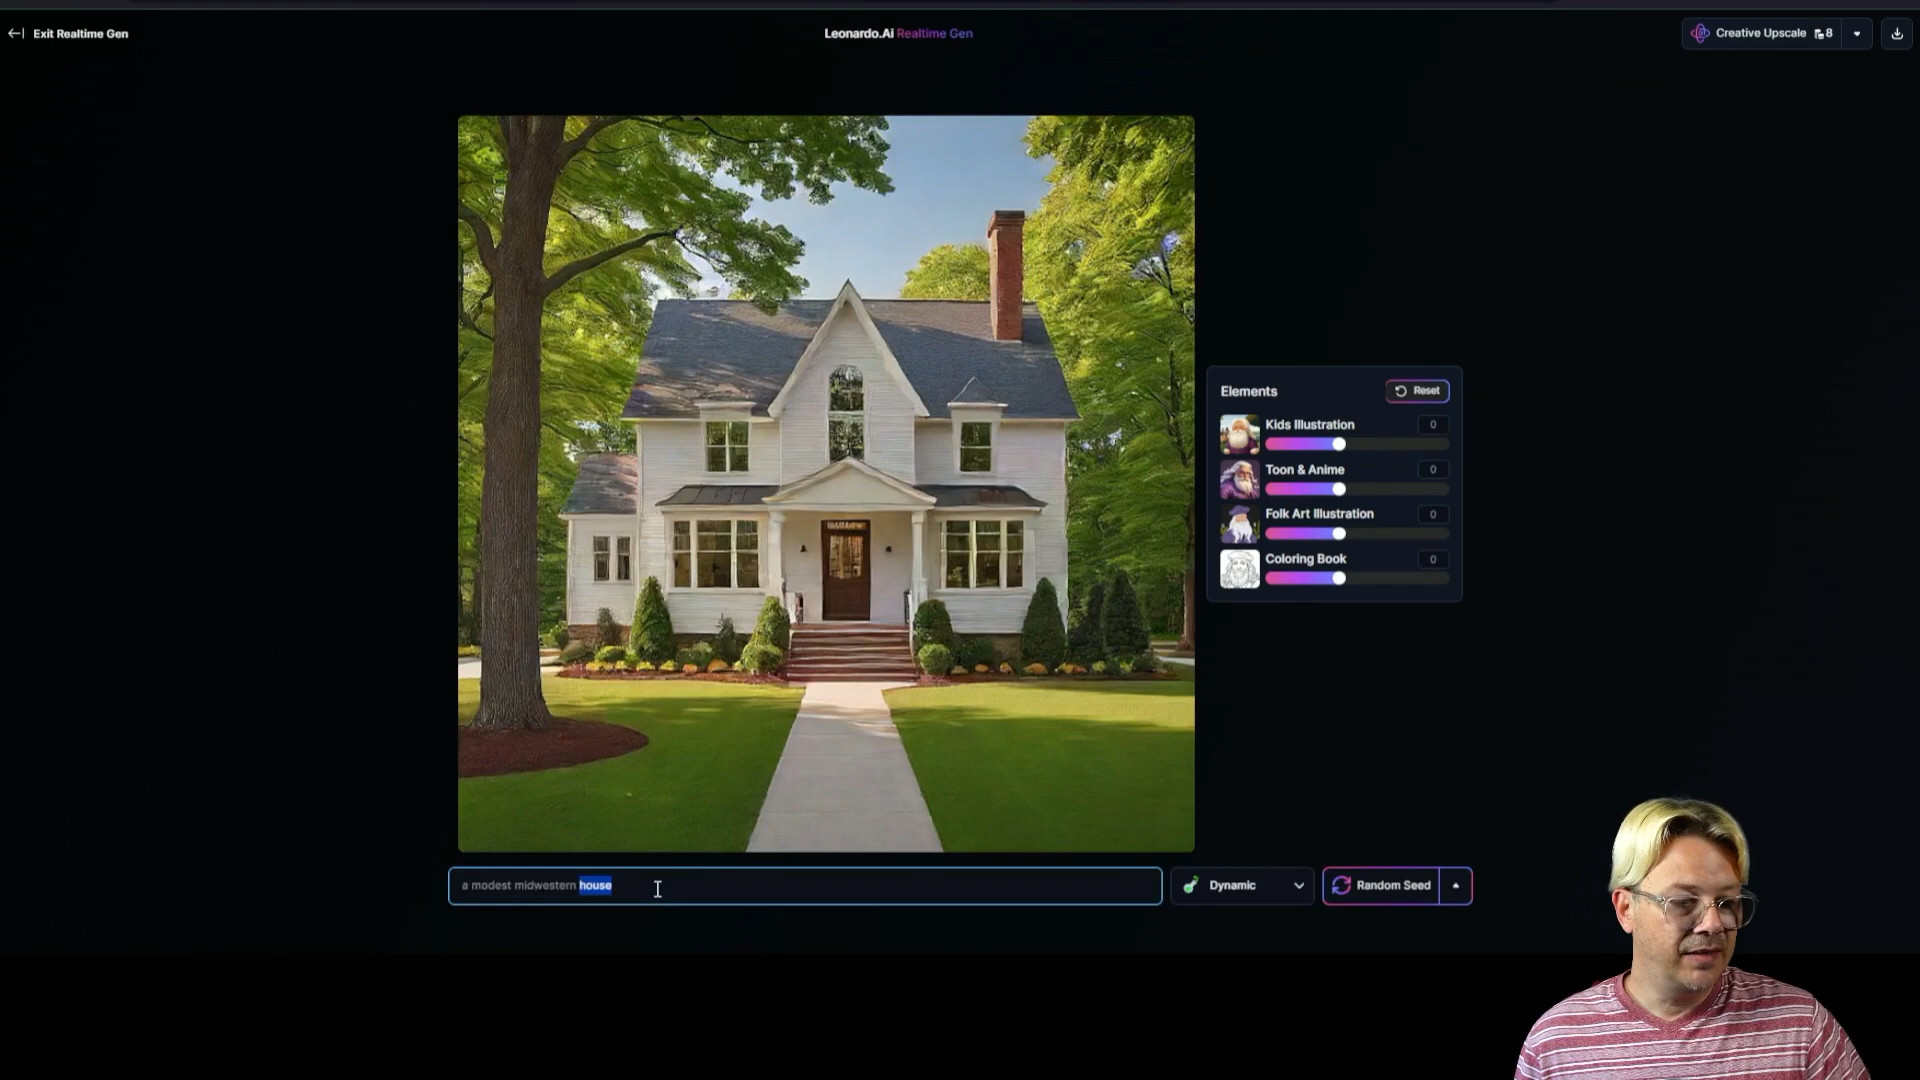 Exit Realtime Gen
Leonardo.Ai Realtime Gen
Creative Upscale 8
Elements
Reset
Kids Illustration 0
Toon & Anime 0
Folk Art Illustration 0
Coloring Book 0
a modest midwestern house
Dynamic
Random Seed